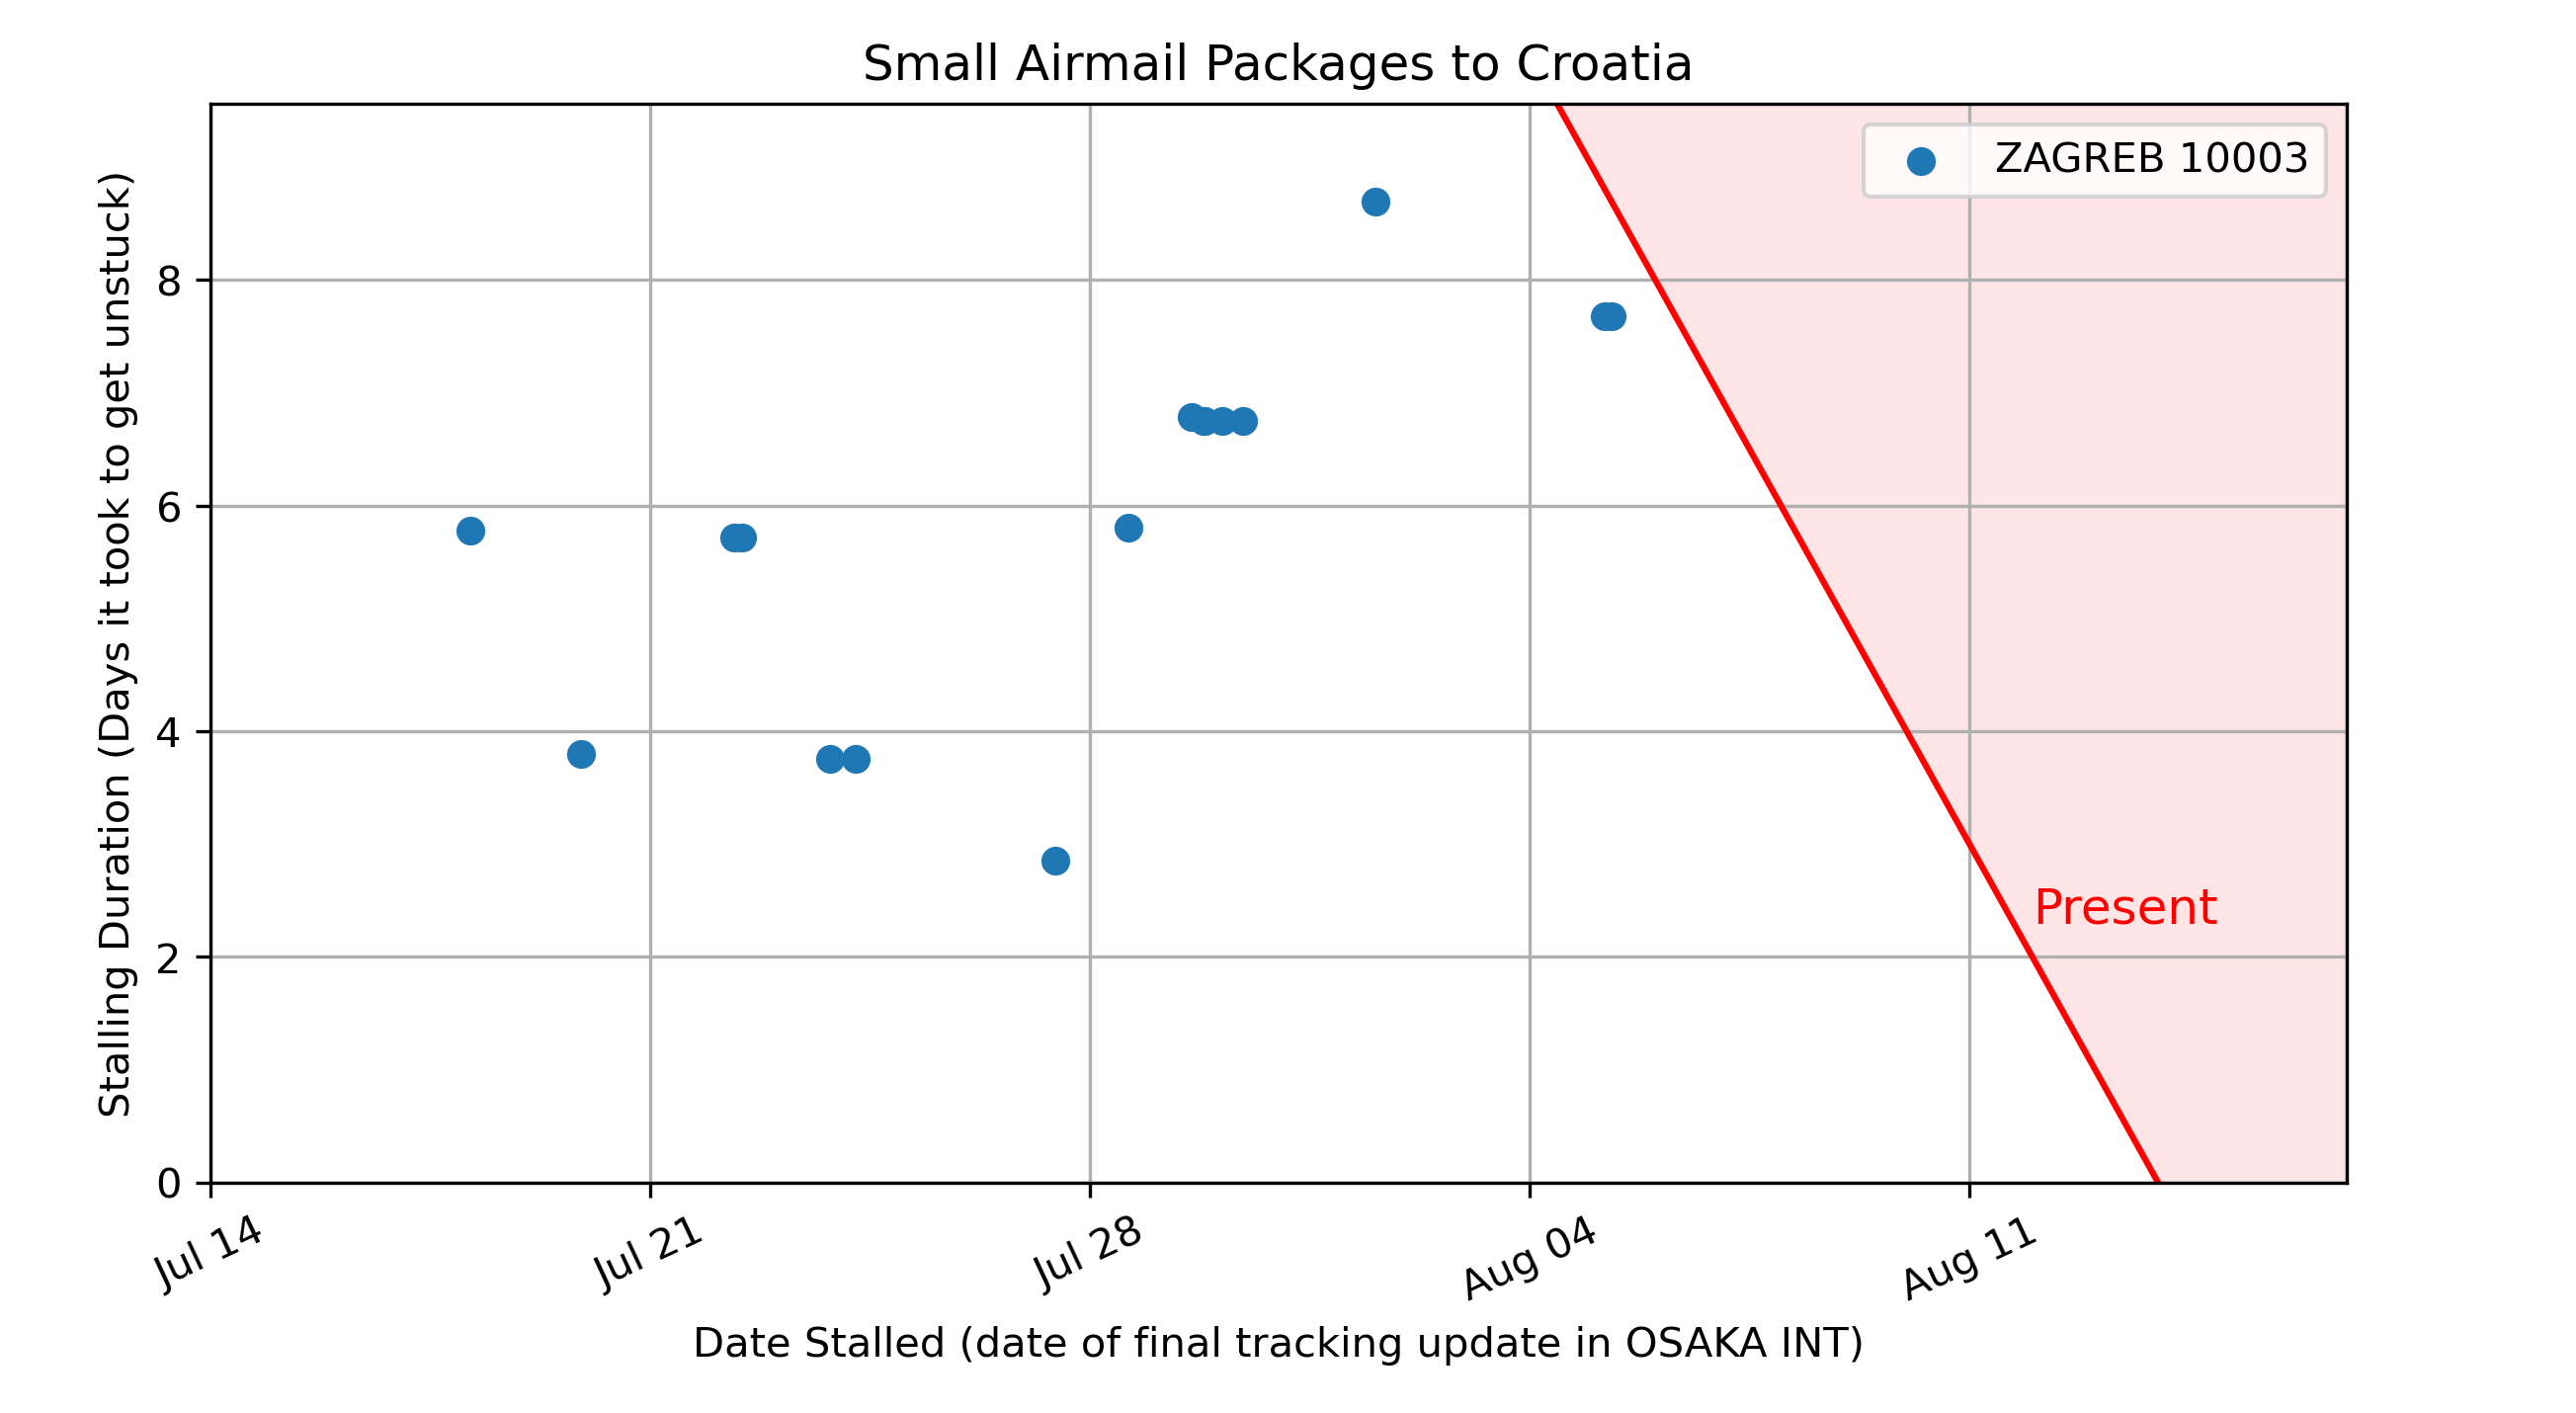 Small Airmail Packages to Croatia
ZAGREB 10003
Stalling Duration (Days it took to get unstuck)
8
6
4
2
0
Present
Jul 14
Jul 21
Jul 28
Aug 04
Aug 11
Date Stalled (date of final tracking update in OSAKA INT)